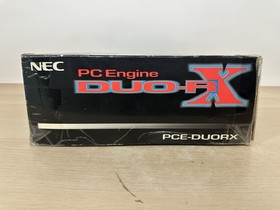 NEC
PC Engine
DUO-RX
PCE-DUORX